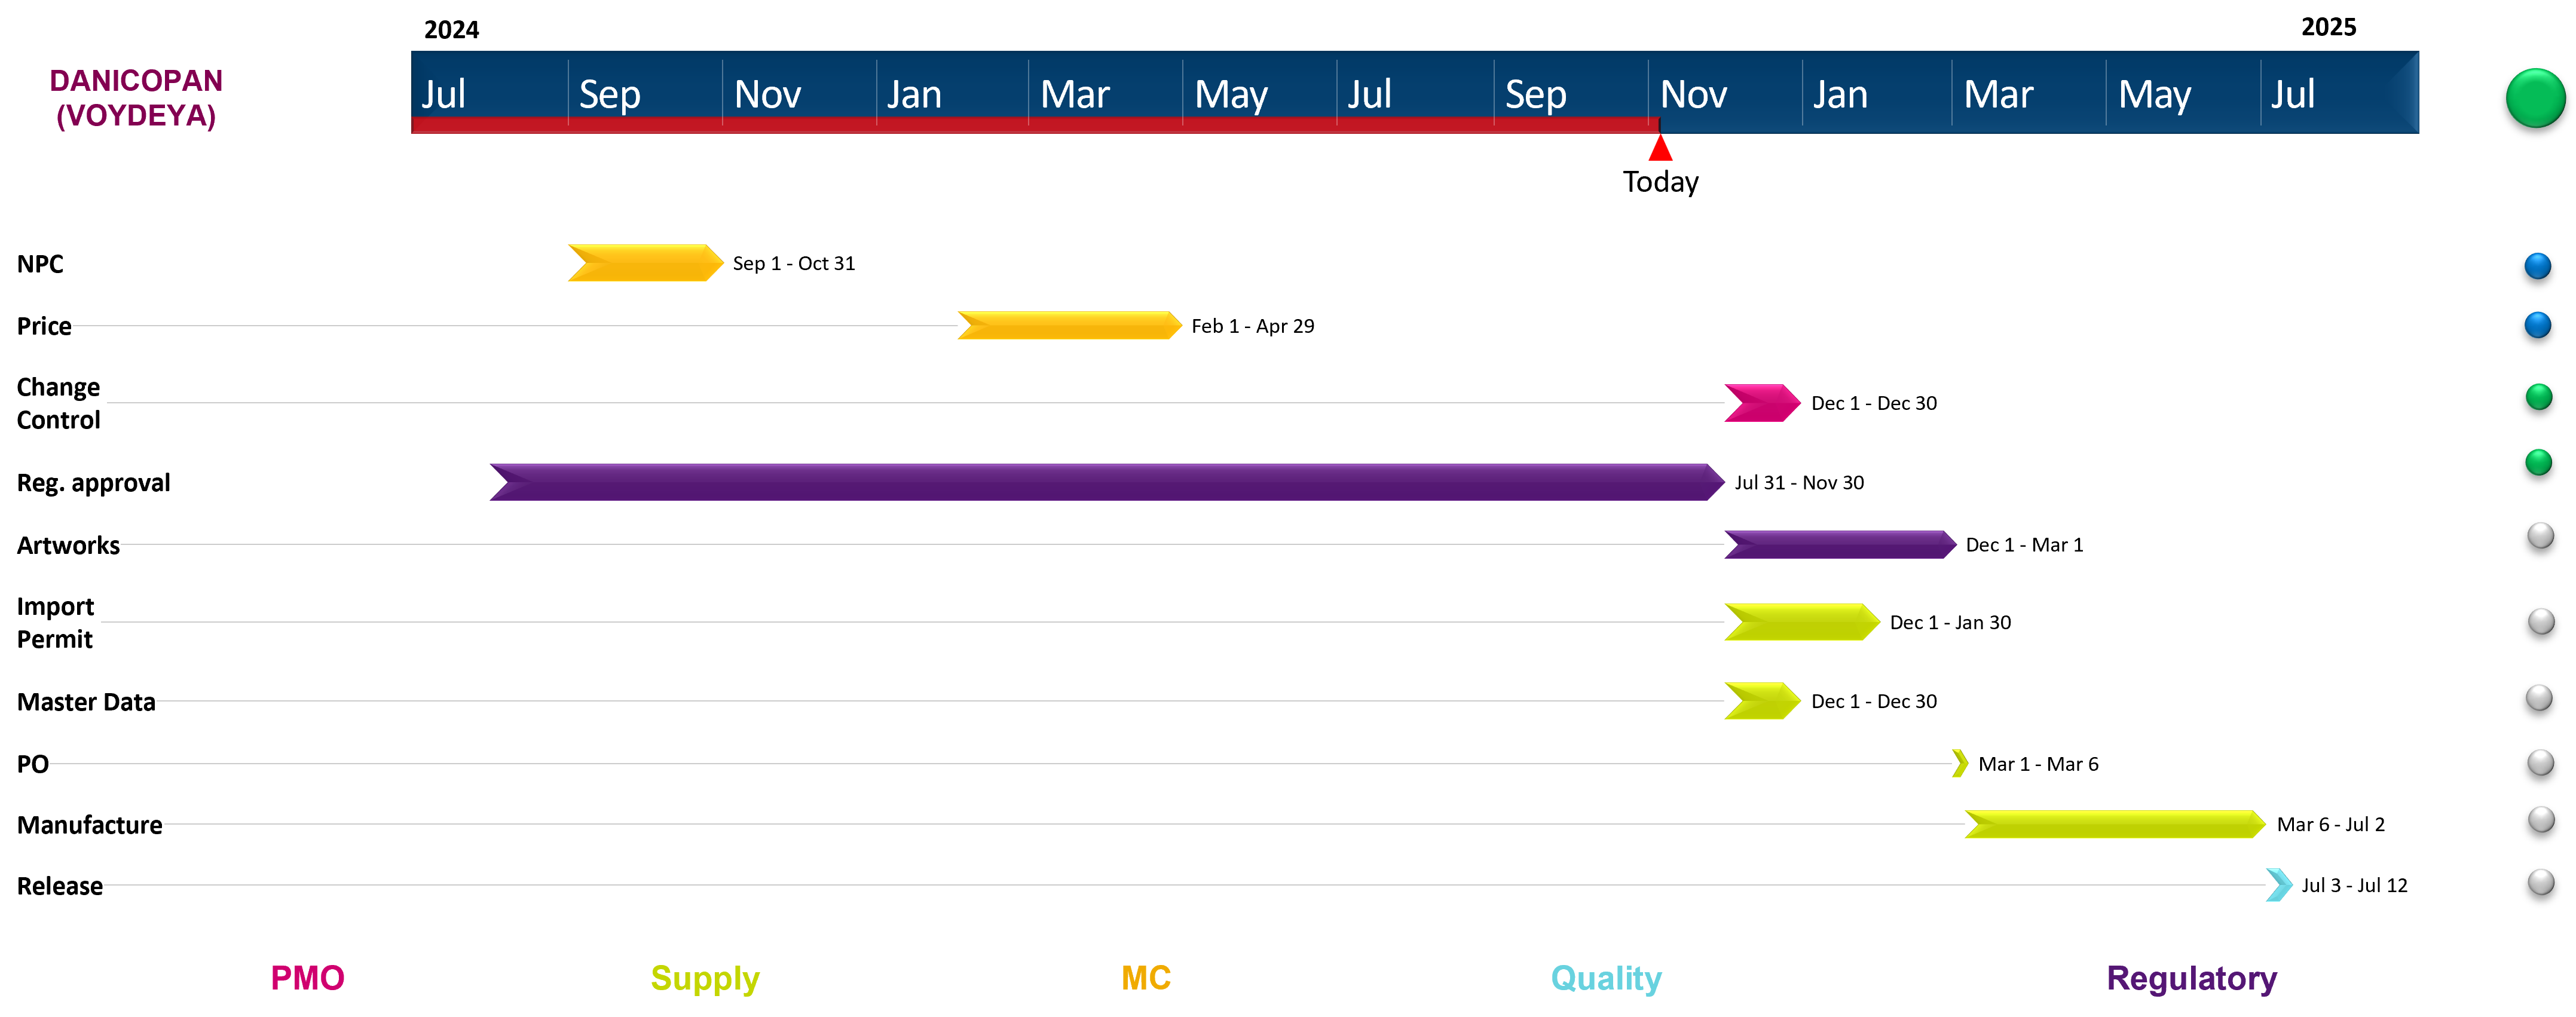 2024
2025
DANICOPAN
(VOYDEYA)
Jul Sep Nov Jan Mar May Jul Sep Nov Jan Mar May Jul
Today
NPC
Sep 1 - Oct 31
Price
Feb 1 - Apr 29
Change
Control
Dec 1 - Dec 30
Reg. approval
Jul 31 - Nov 30
Artworks
Dec 1 - Mar 1
Import
Permit
Dec 1 - Jan 30
Master Data
Dec 1 - Dec 30
PO
Mar 1 - Mar 6
Manufacture
Mar 6 - Jul 2
Release
Jul 3 - Jul 12
PMO
Supply
MC
Quality
Regulatory